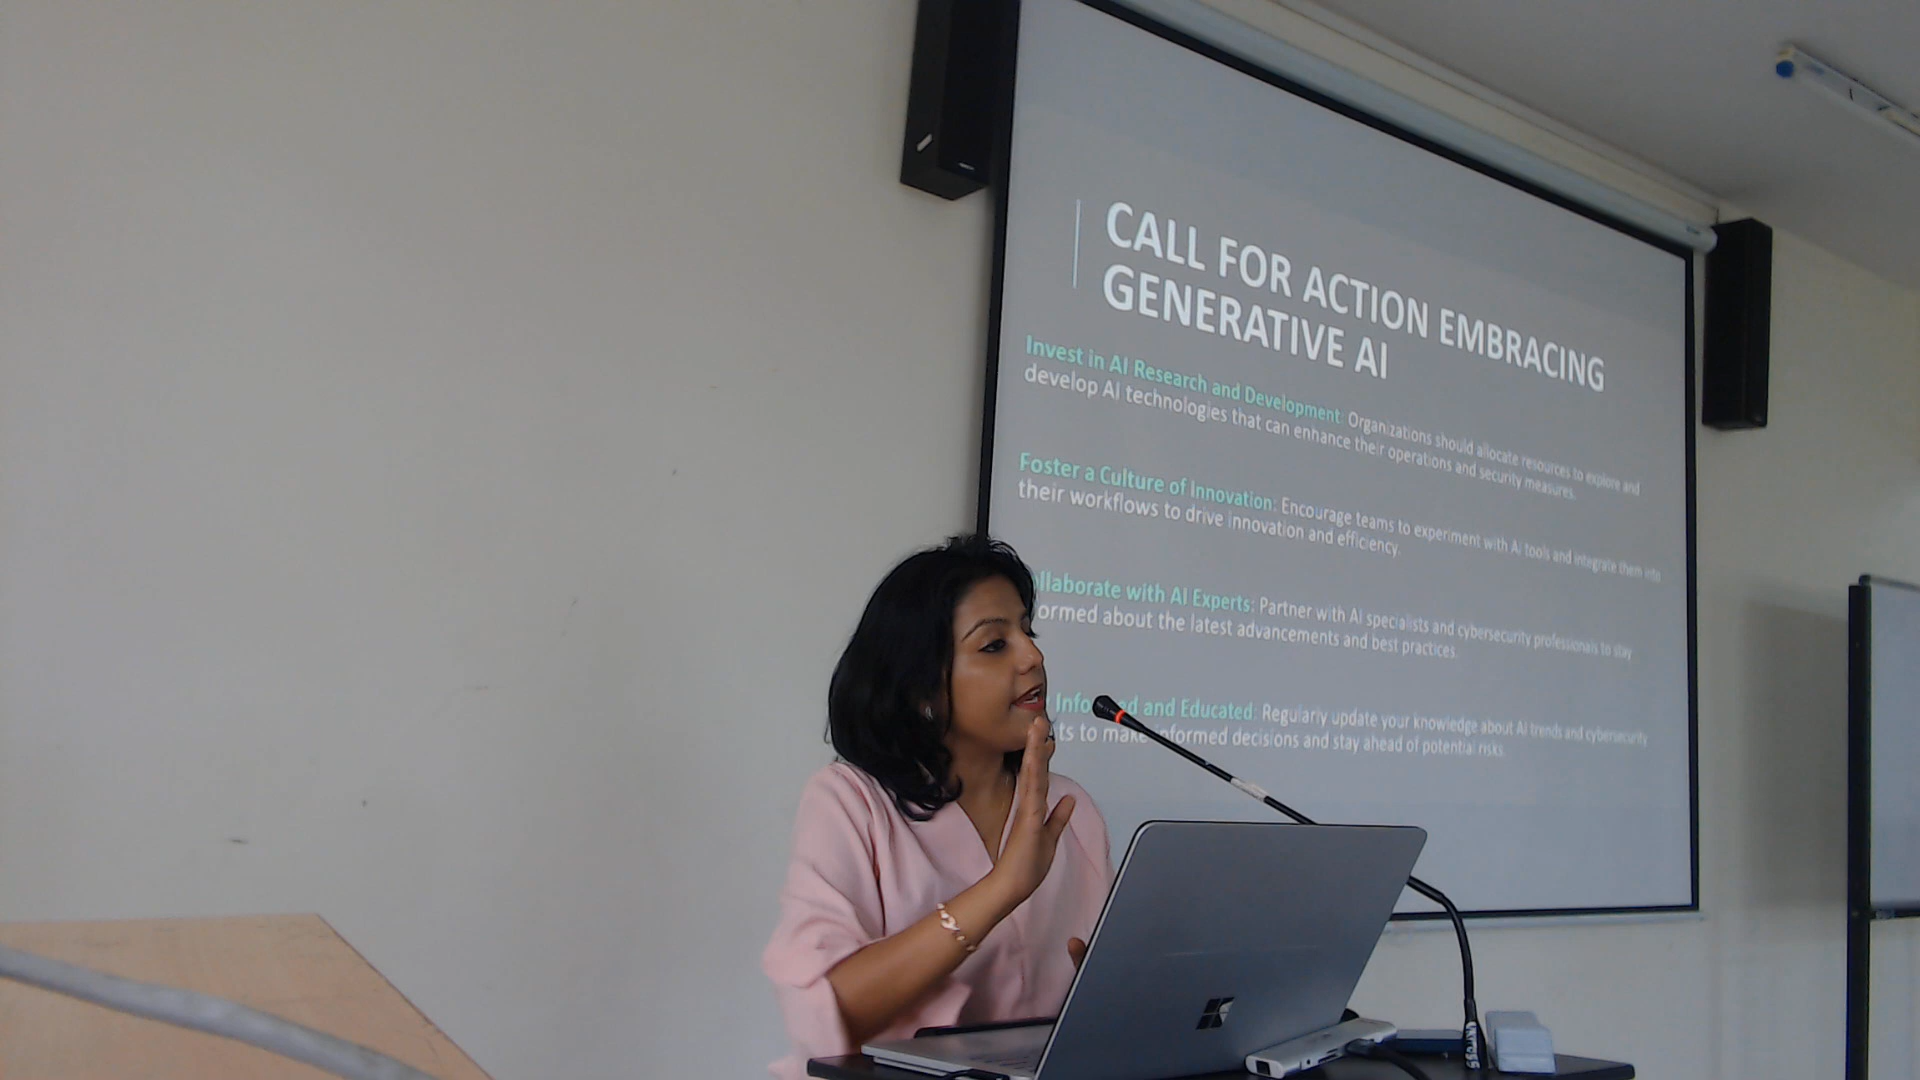 CALL FOR ACTION EMBRACING
GENERATIVE AI
Invest in AI Research and Development: Organizations should allocate resources to explore and
develop AI technologies that can enhance their operations and security measures.
Foster a Culture of Innovation: Encourage teams to experiment with AI tools and integrate them into
their workflows to drive innovation and efficiency.
llaborate with AI Experts: Partner with AI specialists and cybersecurity professionals to stay
ormed about the latest advancements and best practices.
and Educated: Regularly update your knowledge about AI trends and cybersecurity
ts to make informed decisions and stay ahead of potential risks.